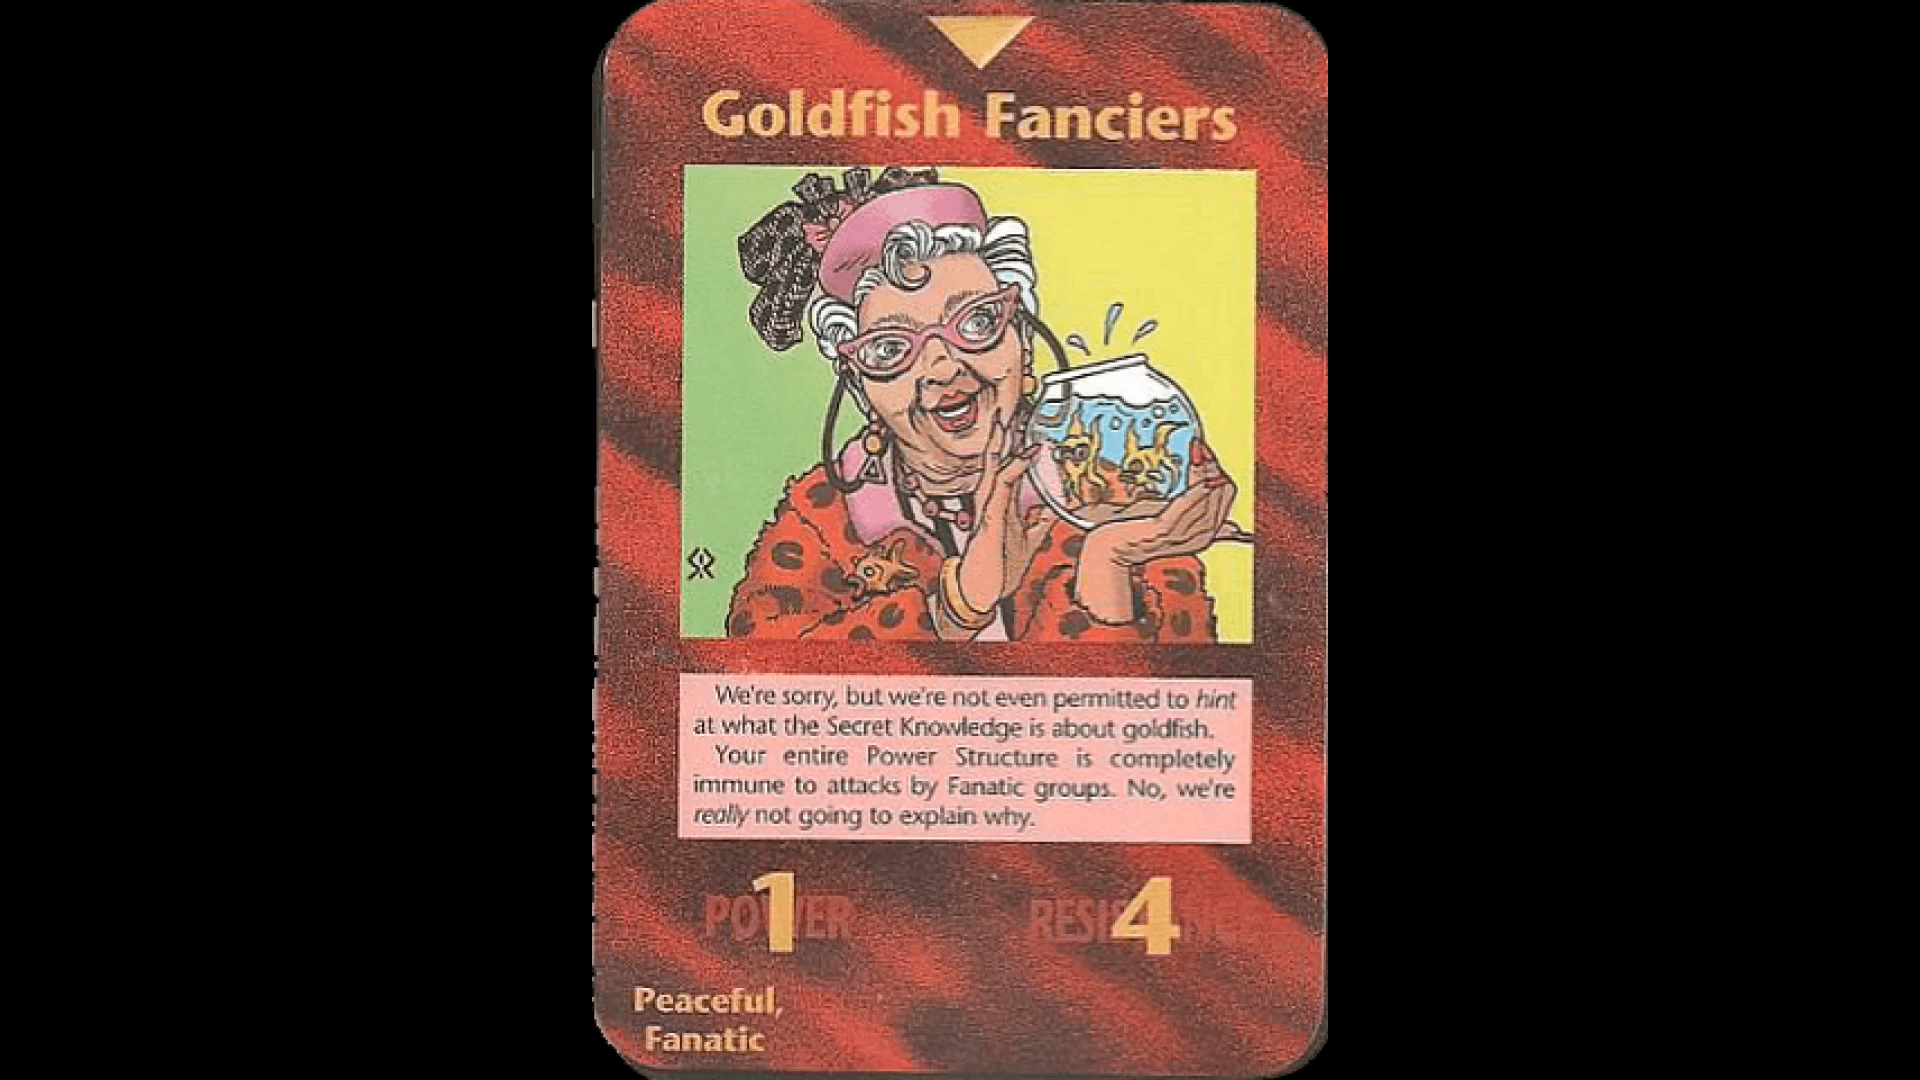 Goldfish Fanciers
We're sorry, but we're not even permitted to hint
at what the Secret Knowledge is about goldfish.
Your entire Power Structure is completely
immune to attacks by Fanatic groups. No, we're
really not going to explain why.
POWER 1 RESISTANCE 4
Peaceful,
Fanatic